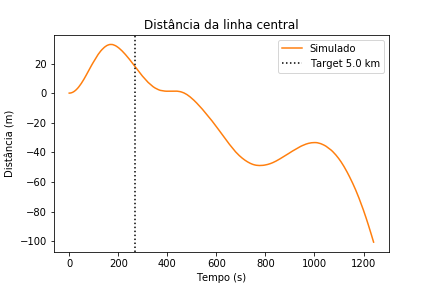 Distância da linha central
Simulado
Target 5.0 km
Distância (m)
20
0
−20
−40
−60
−80
−100
0
200
400
600
800
1000
1200
Tempo (s)